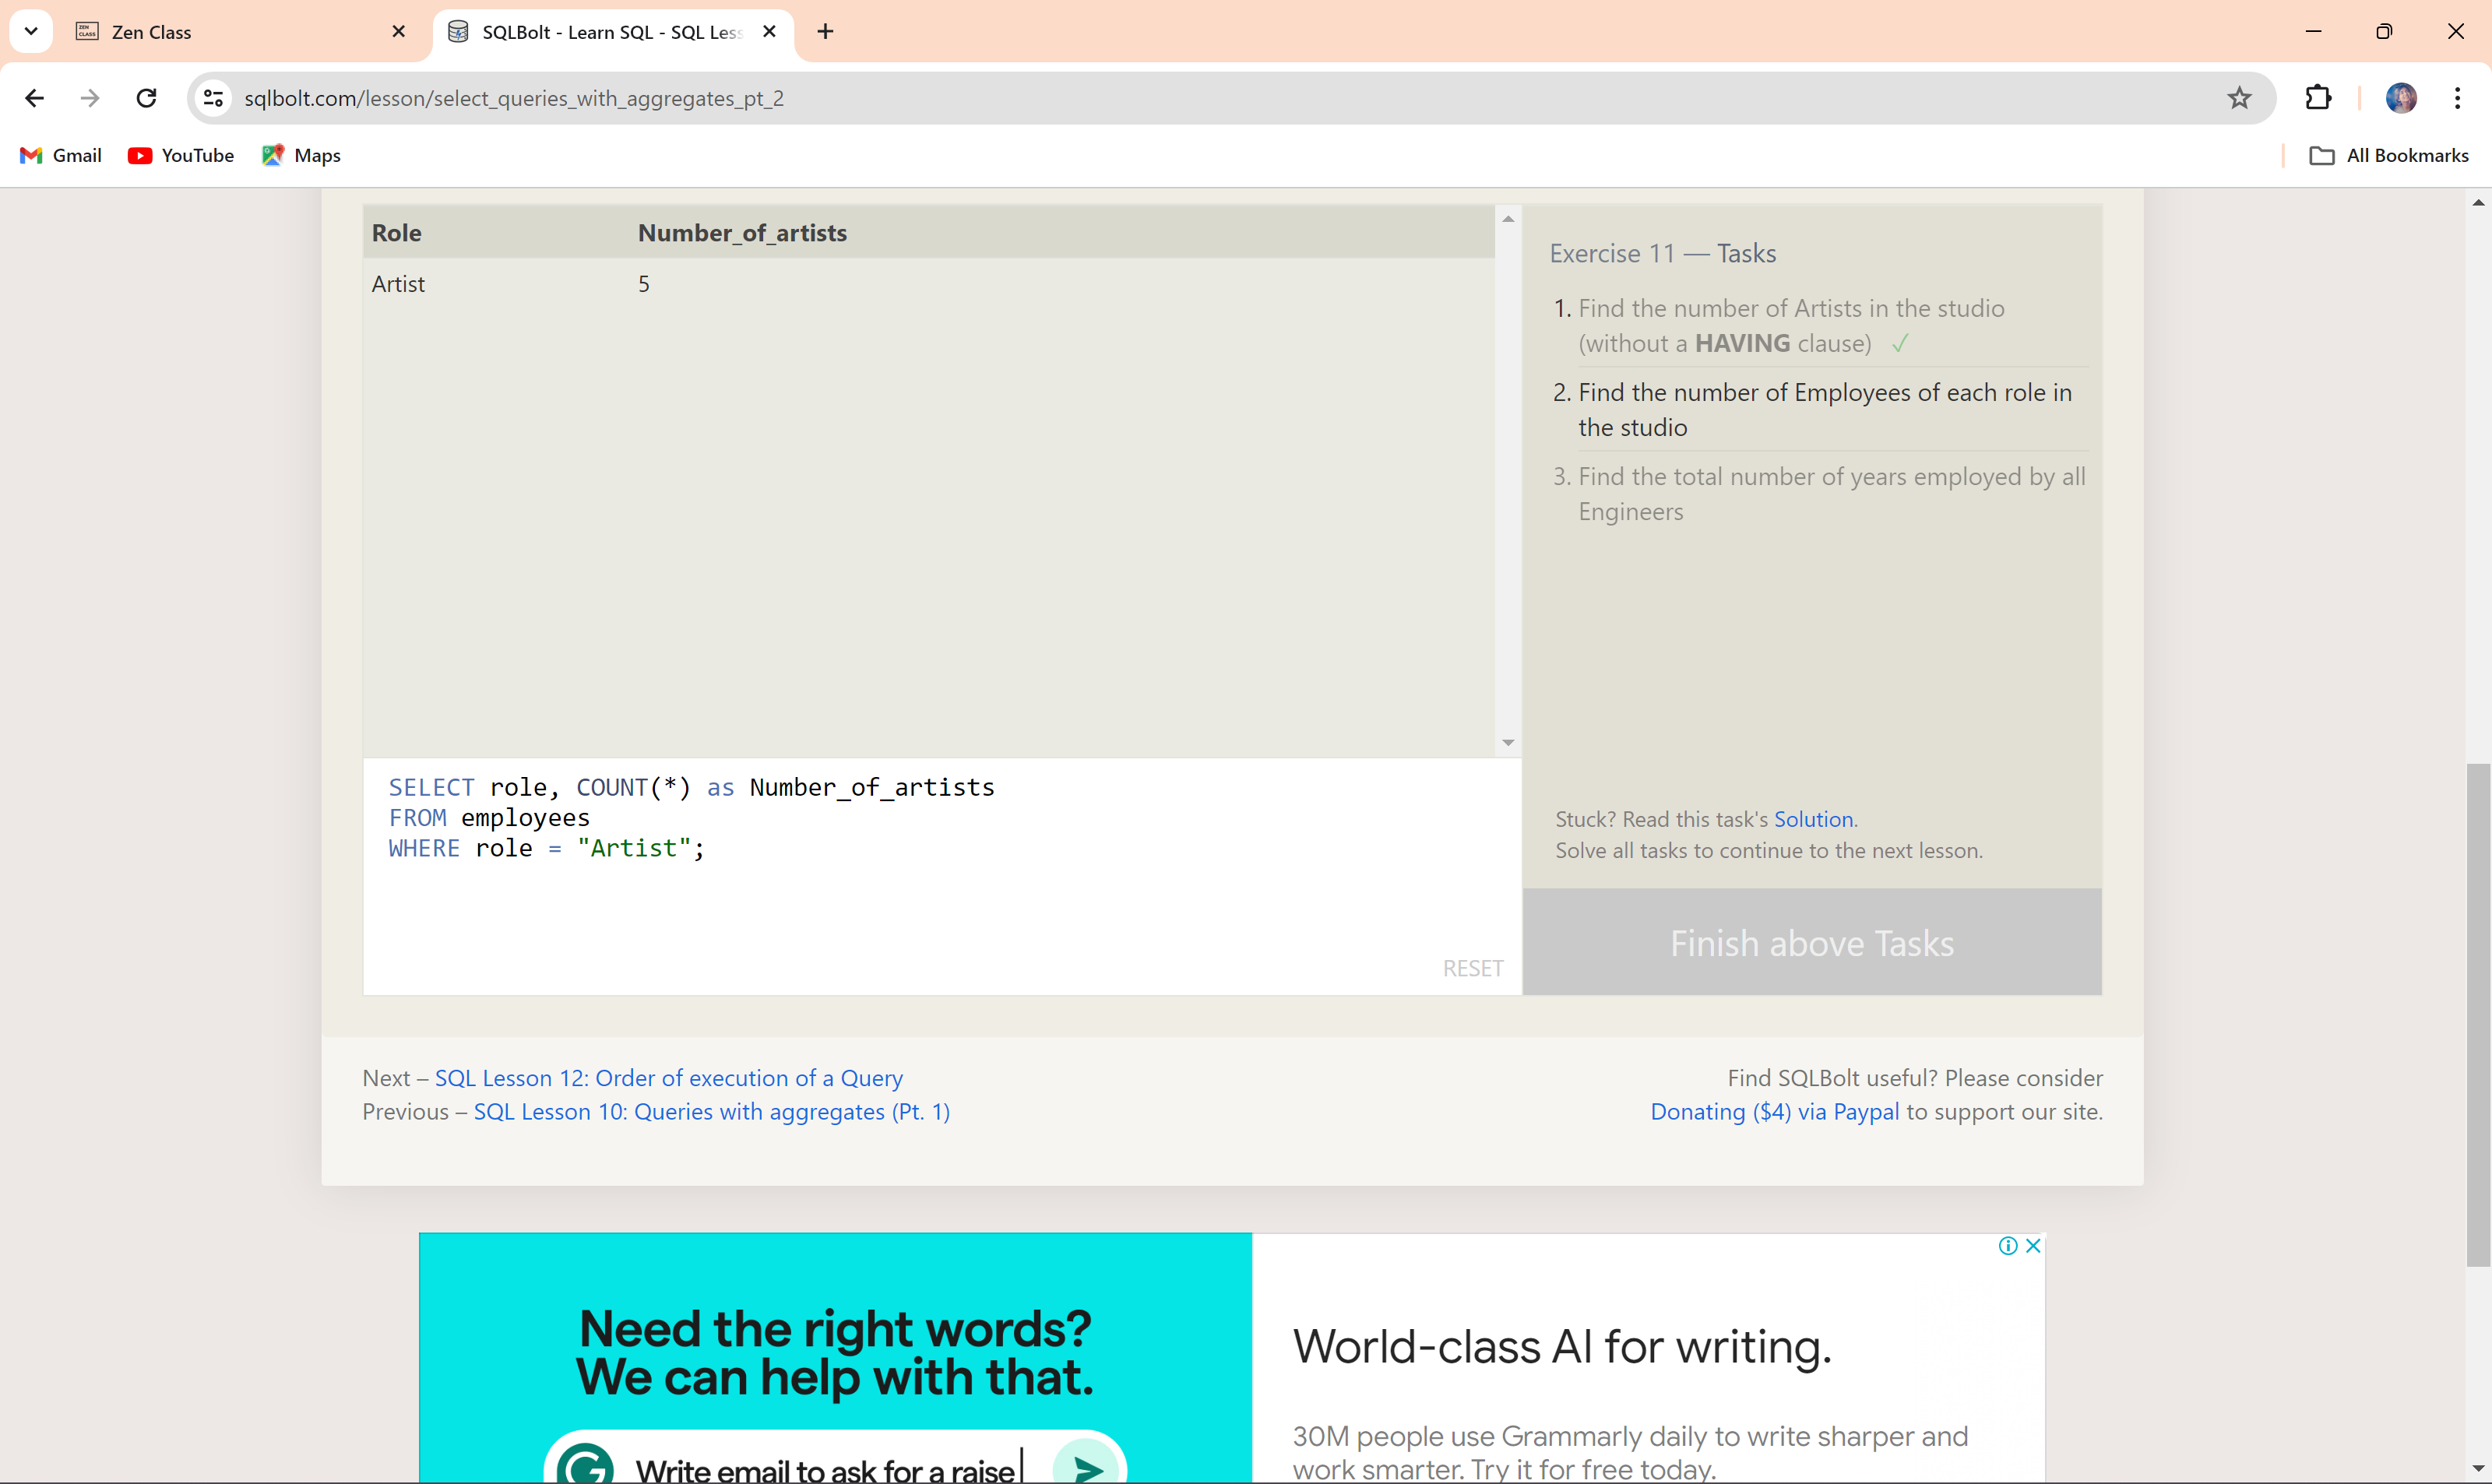 Zen Class
SQLBolt - Learn SQL - SQL Les
sqlbolt.com/lesson/select_queries_with_aggregates_pt_2
Gmail
YouTube
Maps
All Bookmarks
Role Number_of_artists
Artist 5
SELECT role, COUNT(*) as Number_of_artists
FROM employees
WHERE role = "Artist";
RESET
Exercise 11 — Tasks
1. Find the number of Artists in the studio
(without a HAVING clause) ✓
2. Find the number of Employees of each role in
the studio
3. Find the total number of years employed by all
Engineers
Stuck? Read this task's Solution.
Solve all tasks to continue to the next lesson.
Finish above Tasks
Next – SQL Lesson 12: Order of execution of a Query
Previous – SQL Lesson 10: Queries with aggregates (Pt. 1)
Find SQLBolt useful? Please consider
Donating ($4) via Paypal to support our site.
Need the right words?
We can help with that.
Write email to ask for a raise
World-class AI for writing.
30M people use Grammarly daily to write sharper and
work smarter. Try it for free today.